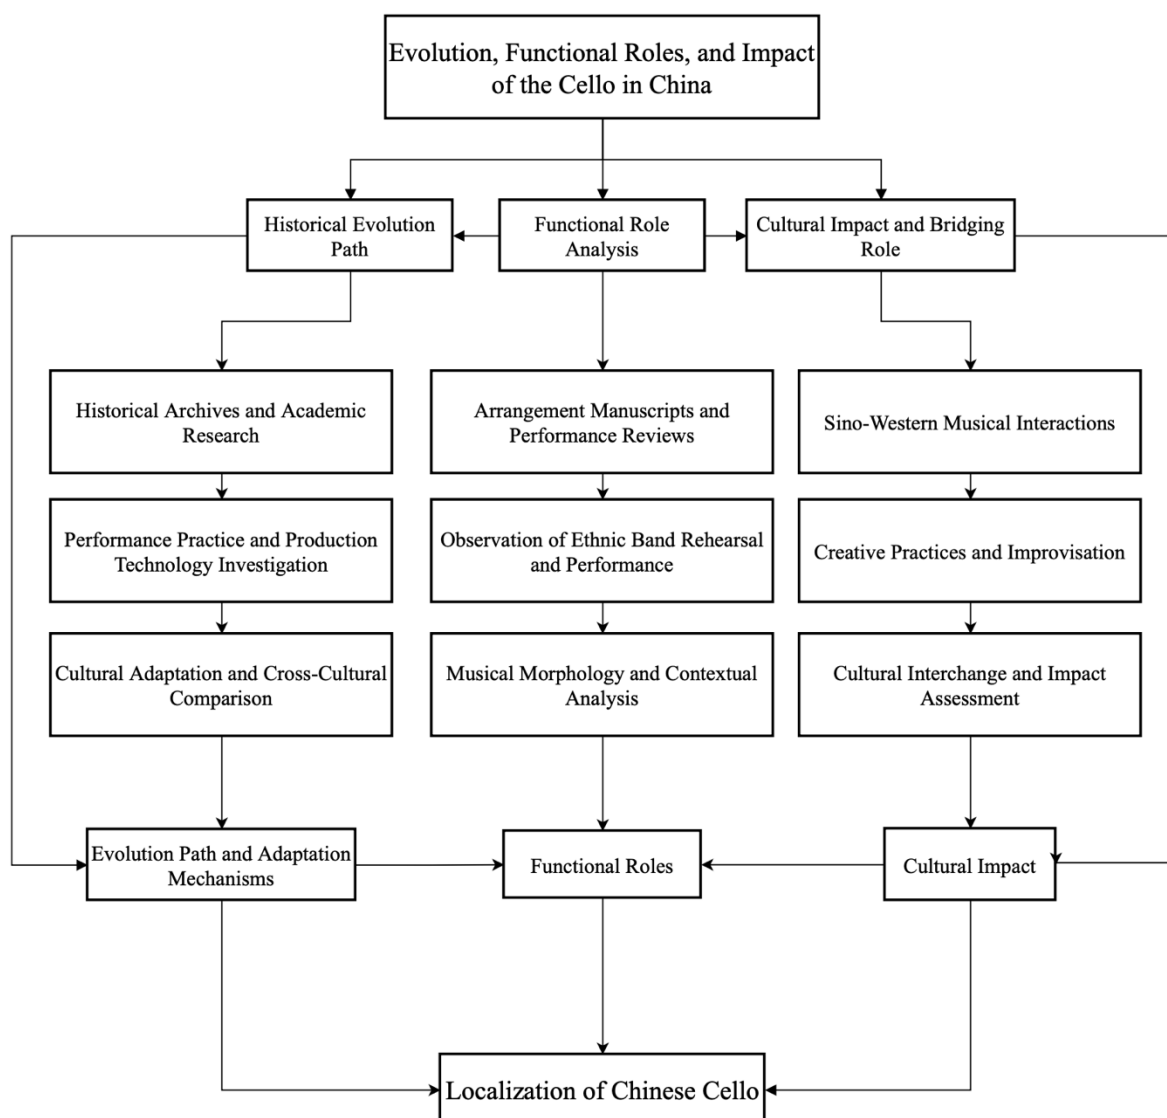 Evolution, Functional Roles, and Impact
of the Cello in China
Historical Evolution
Path
Functional Role
Analysis
Cultural Impact and Bridging
Role
Historical Archives and Academic
Research
Arrangement Manuscripts and
Performance Reviews
Sino-Western Musical Interactions
Performance Practice and Production
Technology Investigation
Observation of Ethnic Band Rehearsal
and Performance
Creative Practices and Improvisation
Cultural Adaptation and Cross-Cultural
Comparison
Musical Morphology and Contextual
Analysis
Cultural Interchange and Impact
Assessment
Evolution Path and Adaptation
Mechanisms
Functional Roles
Cultural Impact
Localization of Chinese Cello